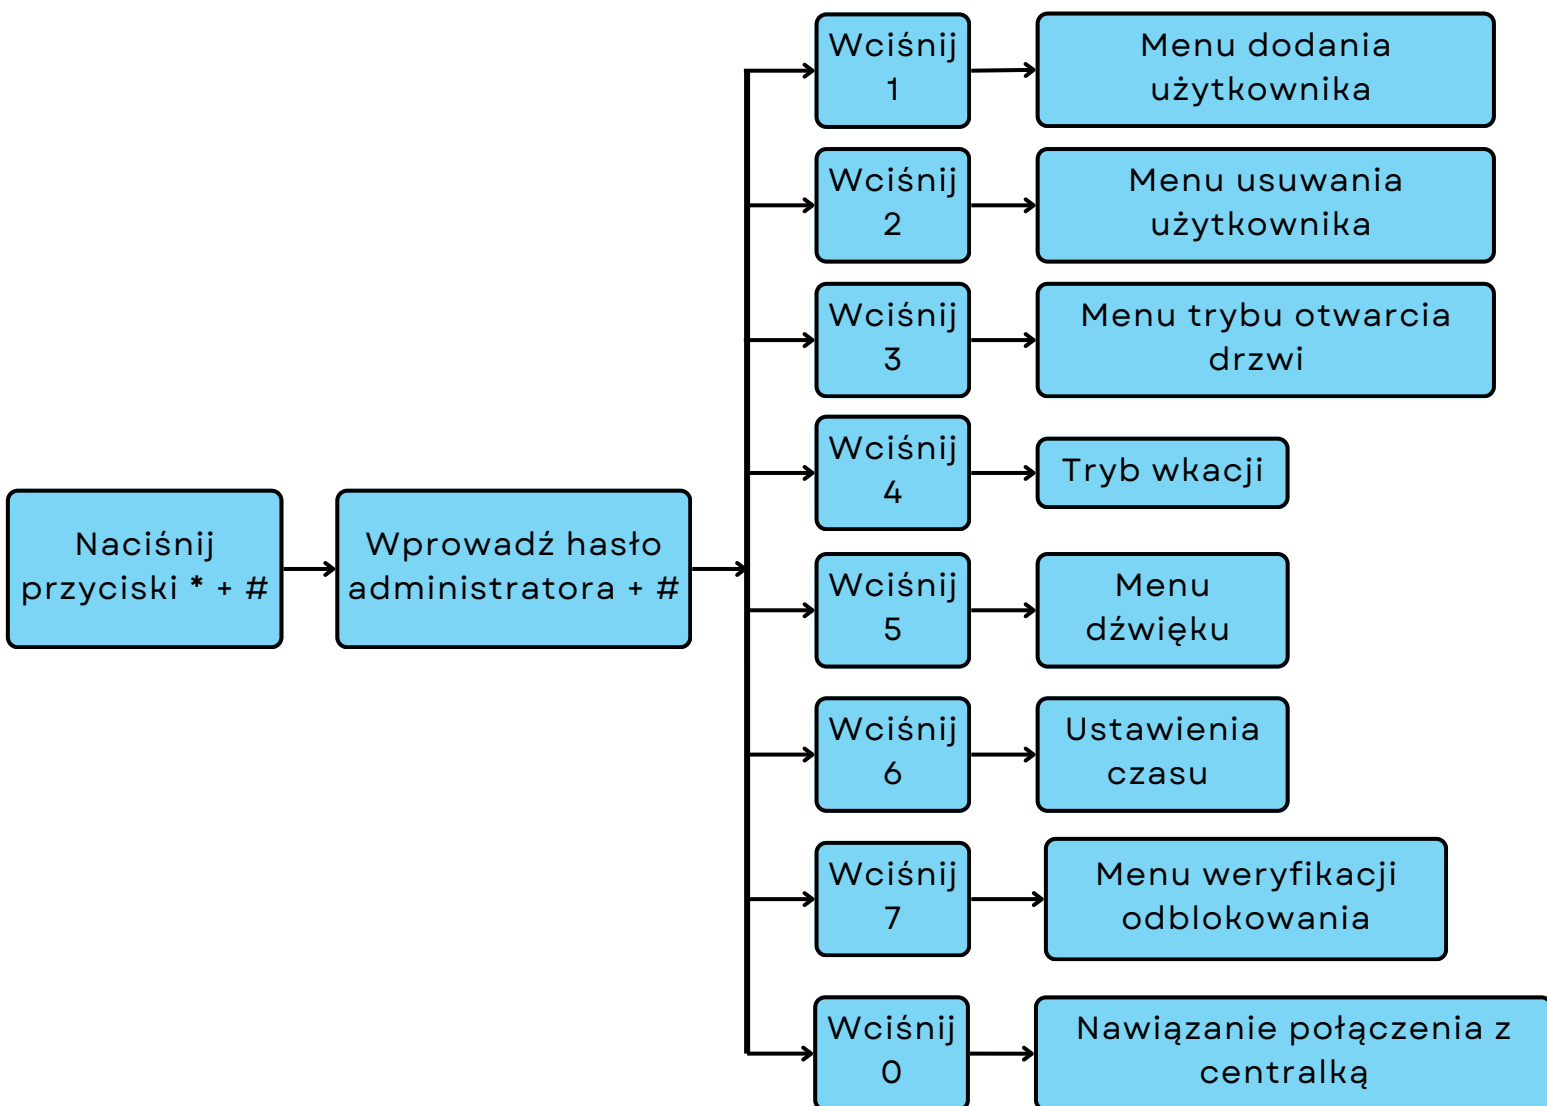 Naciśnij
przyciski * + #
Wprowadź hasło
administratora + #
Wciśnij
1
Menu dodania
użytkownika
Wciśnij
2
Menu usuwania
użytkownika
Wciśnij
3
Menu trybu otwarcia
drzwi
Wciśnij
4
Tryb wkacji
Wciśnij
5
Menu
dźwięku
Wciśnij
6
Ustawienia
czasu
Wciśnij
7
Menu weryfikacji
odblokowania
Wciśnij
0
Nawiązanie połączenia z
centralką